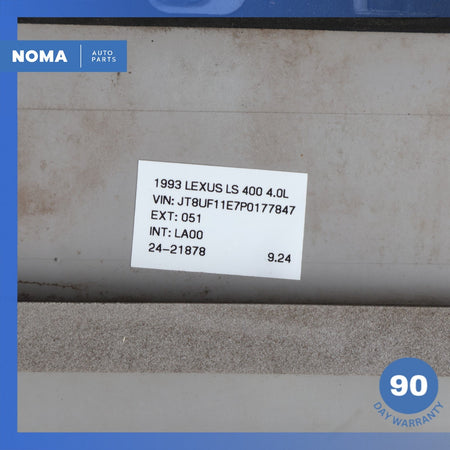 NOMA
AUTO
PARTS
1993 LEXUS LS 400 4.0L
VIN: JT8UF11E7P0177847
EXT: 051
INT: LA00
24-21878 9.24
90
DAY WARRANTY